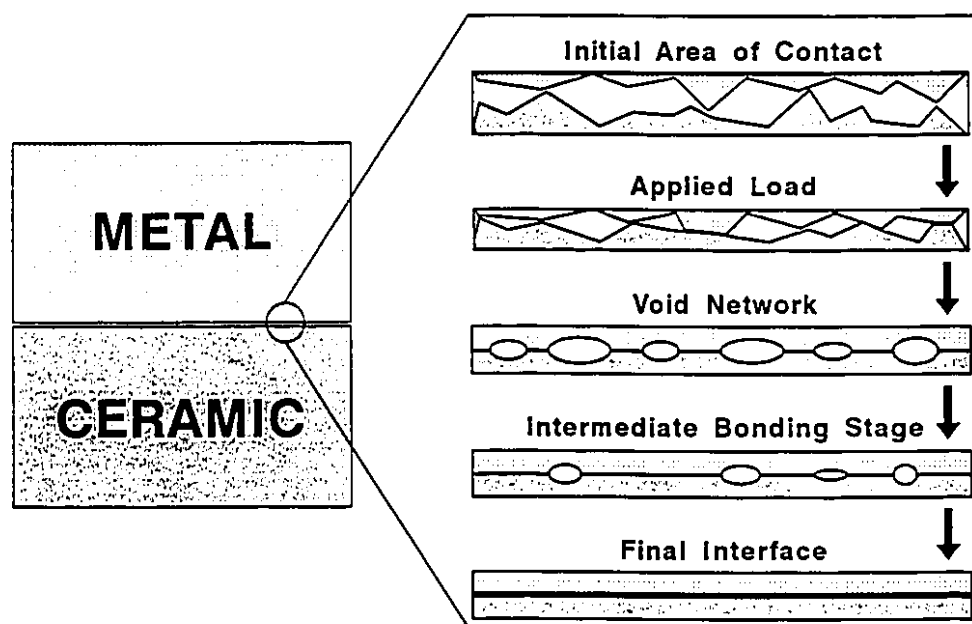 METAL
CERAMIC
Initial Area of Contact
Applied Load
Void Network
Intermediate Bonding Stage
Final Interface